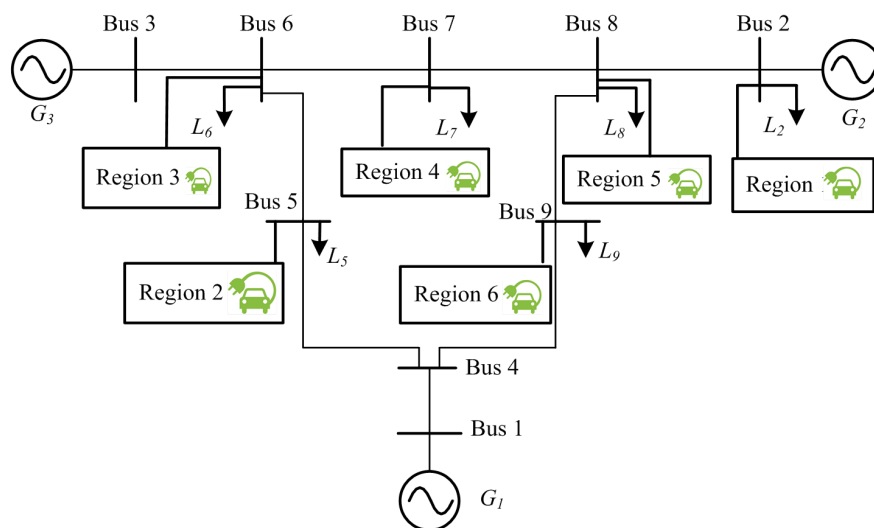 Bus 3
Bus 6
Bus 7
Bus 8
Bus 2
G3
L6
L7
L8
L2
G2
Region 3
Region 4
Region 5
Region
Bus 5
Bus 9
L5
L9
Region 2
Region 6
Bus 4
Bus 1
G1